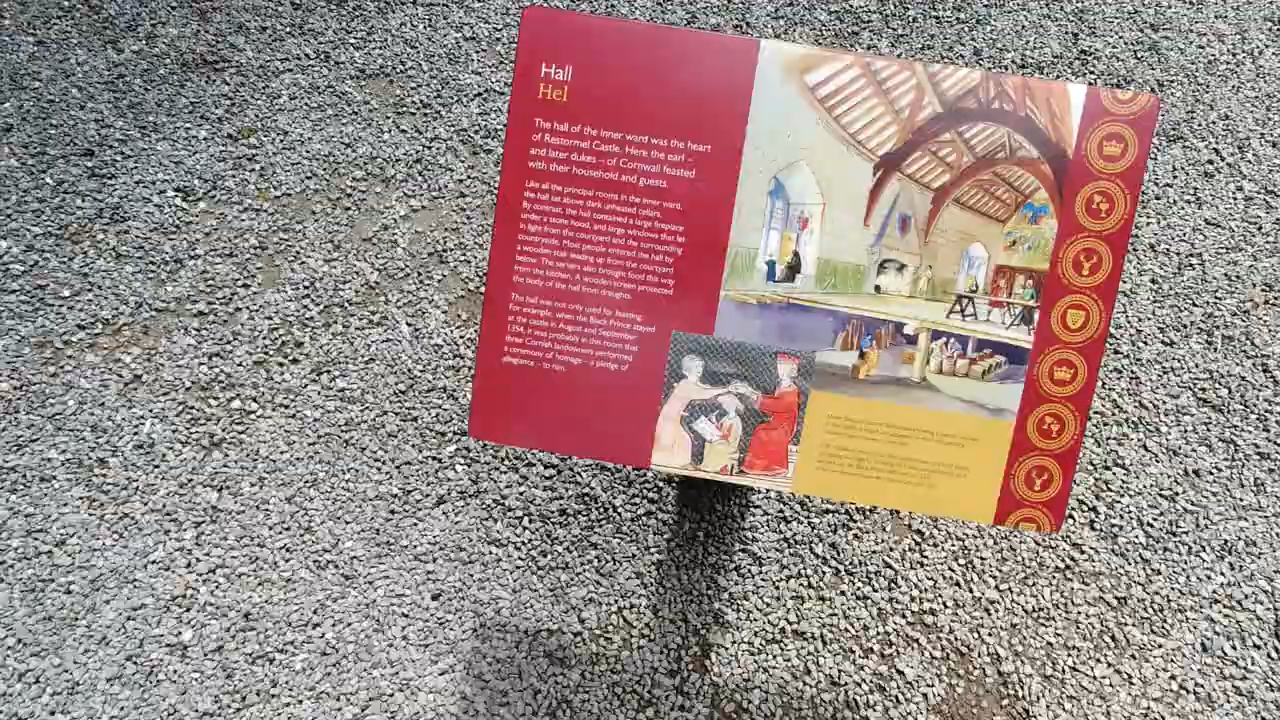 Hall
Hel
The hall of the inner ward was the heart
of Restormel Castle. Here the earl –
and later dukes – of Cornwall feasted
with their household and guests.
Like all the principal rooms in the inner ward,
the hall sat above dark unheated cellars.
By contrast, the hall contained a large fireplace
under a stone hood, and large windows that let
in light from the courtyard and the surrounding
countryside. Most people entered the hall by
a wooden stair leading up from the courtyard
below. The servers also brought food this way
from the kitchen. A wooden screen protected
the body of the hall from draughts.
The hall was not only used for feasting.
For example, when the Black Prince stayed
at the castle in August and September
1354, it was probably in this room that
three Cornish landowners performed
a ceremony of homage – a pledge of
allegiance – to him.